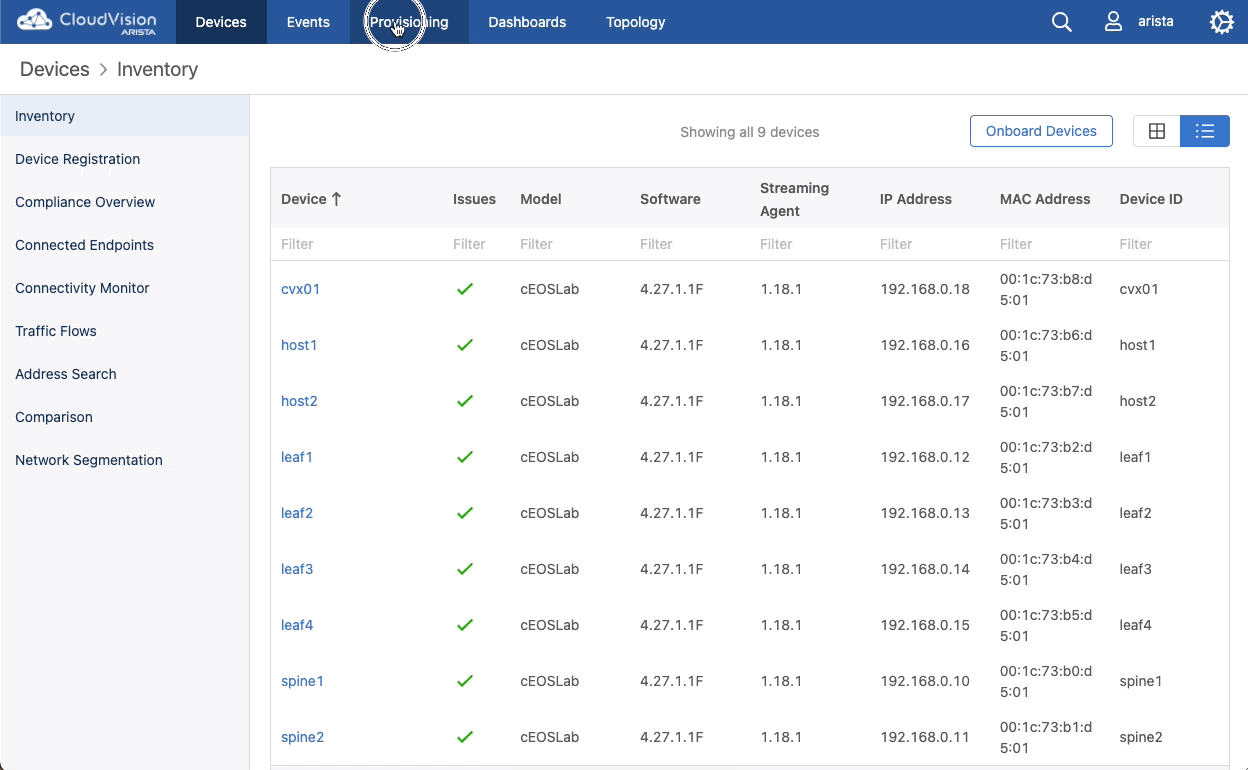 CloudVision Devices Events Provisioning Dashboards Topology arista
ARISTA
Devices > Inventory
Inventory
Device Registration
Compliance Overview
Connected Endpoints
Connectivity Monitor
Traffic Flows
Address Search
Comparison
Network Segmentation
Showing all 9 devices Onboard Devices
Device ↑ Issues Model Software Streaming Agent IP Address MAC Address Device ID
Filter Filter Filter Filter Filter Filter Filter Filter
cvx01 cEOSLab 4.27.1.1F 1.18.1 192.168.0.18 00:1c:73:b8:d5:01 cvx01
host1 cEOSLab 4.27.1.1F 1.18.1 192.168.0.16 00:1c:73:b6:d5:01 host1
host2 cEOSLab 4.27.1.1F 1.18.1 192.168.0.17 00:1c:73:b7:d5:01 host2
leaf1 cEOSLab 4.27.1.1F 1.18.1 192.168.0.12 00:1c:73:b2:d5:01 leaf1
leaf2 cEOSLab 4.27.1.1F 1.18.1 192.168.0.13 00:1c:73:b3:d5:01 leaf2
leaf3 cEOSLab 4.27.1.1F 1.18.1 192.168.0.14 00:1c:73:b4:d5:01 leaf3
leaf4 cEOSLab 4.27.1.1F 1.18.1 192.168.0.15 00:1c:73:b5:d5:01 leaf4
spine1 cEOSLab 4.27.1.1F 1.18.1 192.168.0.10 00:1c:73:b0:d5:01 spine1
spine2 cEOSLab 4.27.1.1F 1.18.1 192.168.0.11 00:1c:73:b1:d5:01 spine2